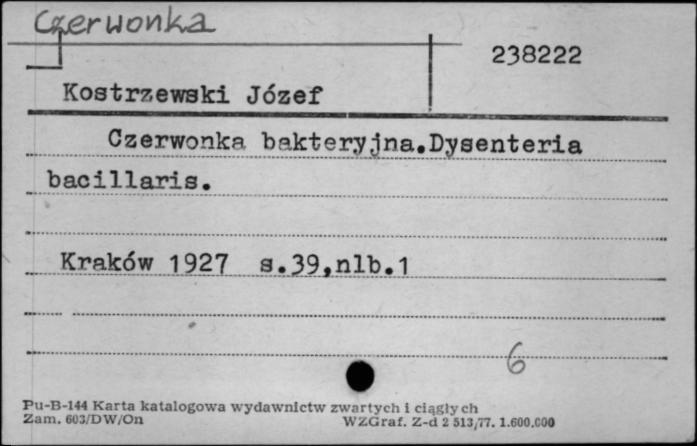 Czerwonka
238222
Kostrzewski Józef
Czerwonka bakteryjna.Dysenteria
bacillaris.
Kraków 1927 s.39,nlb.1
6
Pu-B-144 Karta katalogowa wydawnictw zwartych i ciągłych
Zam. 603/DW/On WZGraf. Z-d 2 513/77. 1.600.000